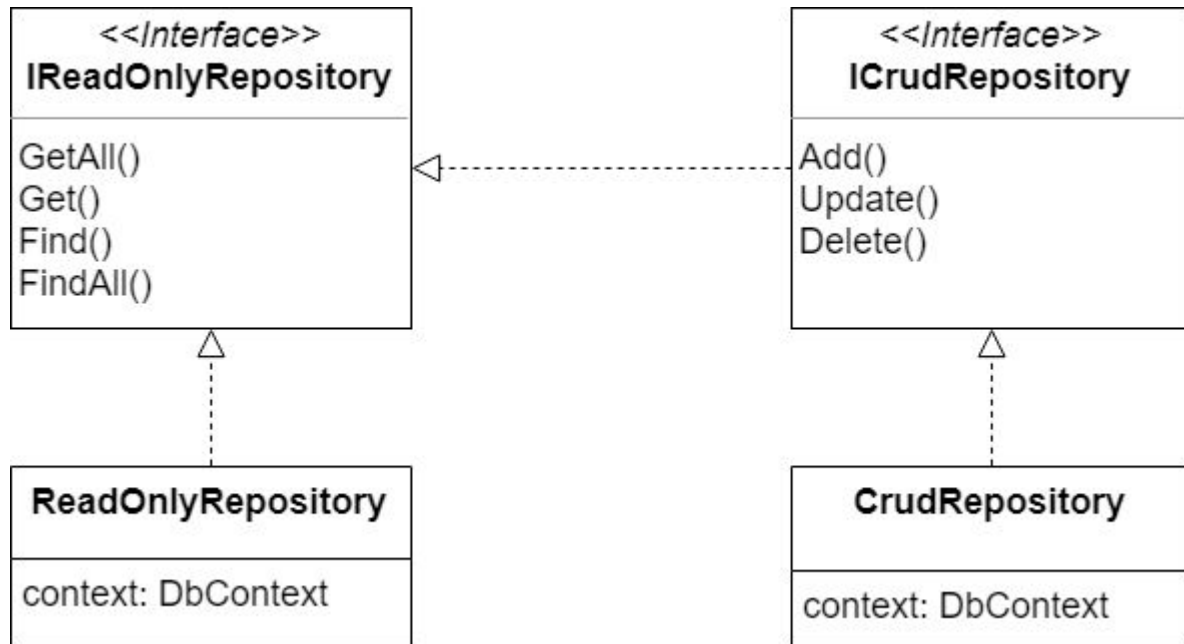 <<Interface>>
IReadOnlyRepository
GetAll()
Get()
Find()
FindAll()
<<Interface>>
ICrudRepository
Add()
Update()
Delete()
ReadOnlyRepository
context: DbContext
CrudRepository
context: DbContext